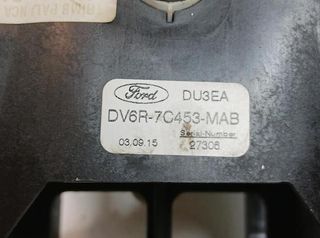 Ford DU3EA
DV6R-7C453-MAB
Serial-Number
03.09.15 27306